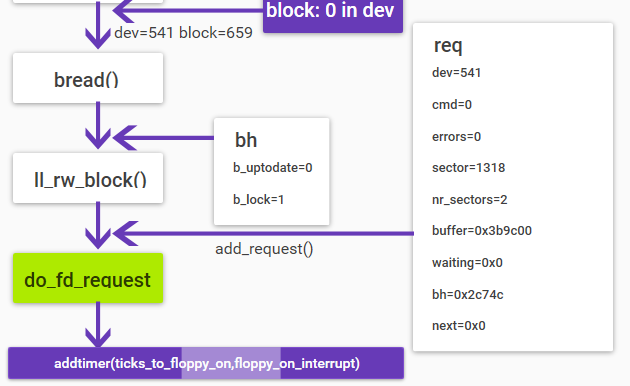 block: 0 in dev
dev=541 block=659
bread()
bh
b_uptodate=0
b_lock=1
ll_rw_block()
add_request()
do_fd_request
addtimer(ticks_to_floppy_on,floppy_on_interrupt)
req
dev=541
cmd=0
errors=0
sector=1318
nr_sectors=2
buffer=0x3b9c00
waiting=0x0
bh=0x2c74c
next=0x0